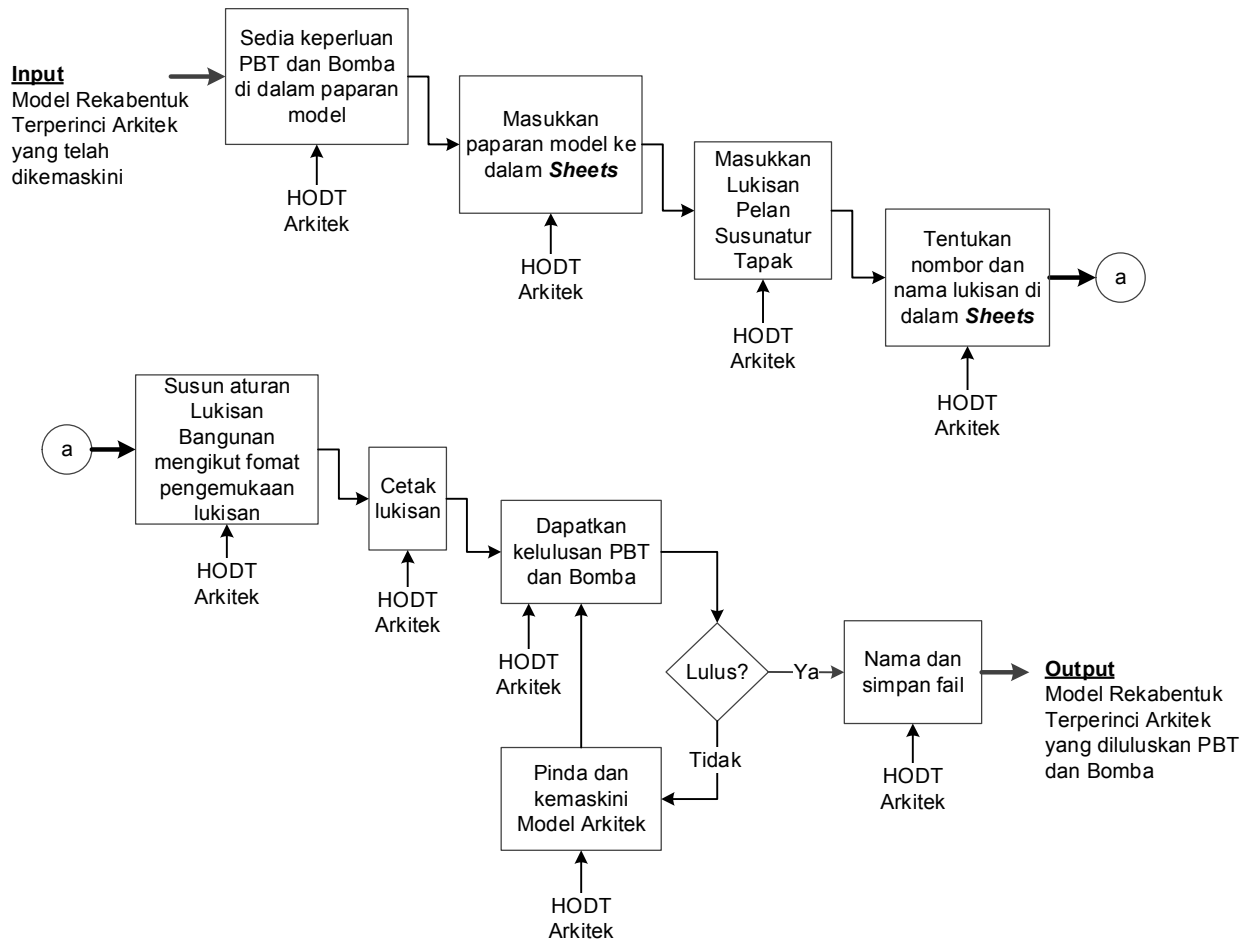 Input
Model Rekabentuk
Terperinci Arkitek
yang telah
dikemaskini
Sedia keperluan
PBT dan Bomba
di dalam paparan
model
HODT
Arkitek
Masukkan
paparan model ke
dalam Sheets
HODT
Arkitek
Masukkan
Lukisan
Pelan
Susunatur
Tapak
HODT
Arkitek
Tentukan
nombor dan
nama lukisan di
dalam Sheets
HODT
Arkitek
a
a
Susun aturan
Lukisan
Bangunan
mengikut fomat
pengemukaan
lukisan
HODT
Arkitek
Cetak
lukisan
HODT
Arkitek
Dapatkan
kelulusan PBT
dan Bomba
HODT
Arkitek
Lulus?
Ya
Tidak
Pinda dan
kemaskini
Model Arkitek
HODT
Arkitek
Nama dan
simpan fail
HODT
Arkitek
Output
Model Rekabentuk
Terperinci Arkitek
yang diluluskan PBT
dan Bomba